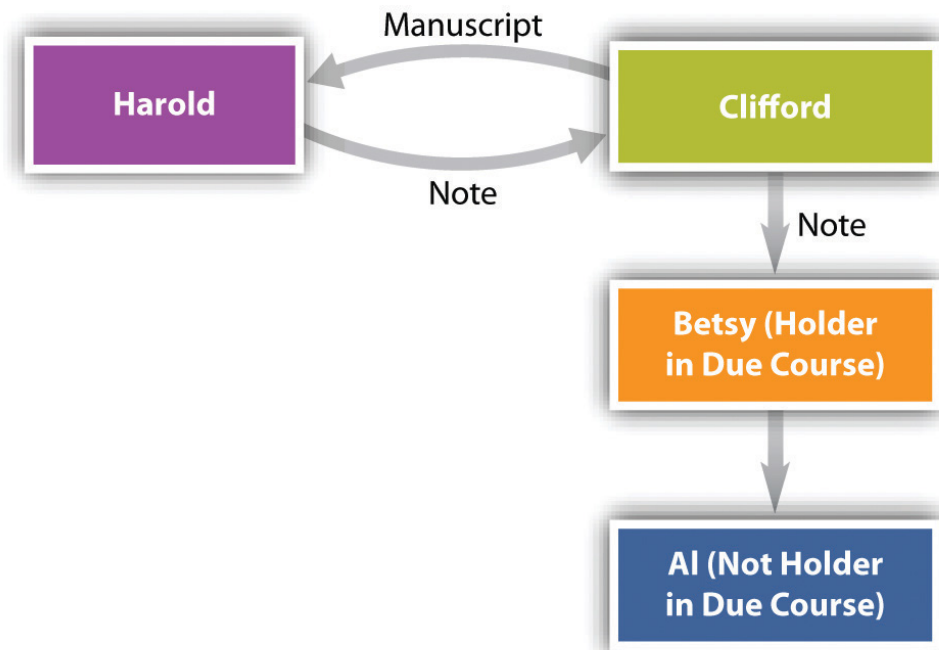 Manuscript
Harold
Clifford
Note
Note
Betsy (Holder
in Due Course)
Al (Not Holder
in Due Course)